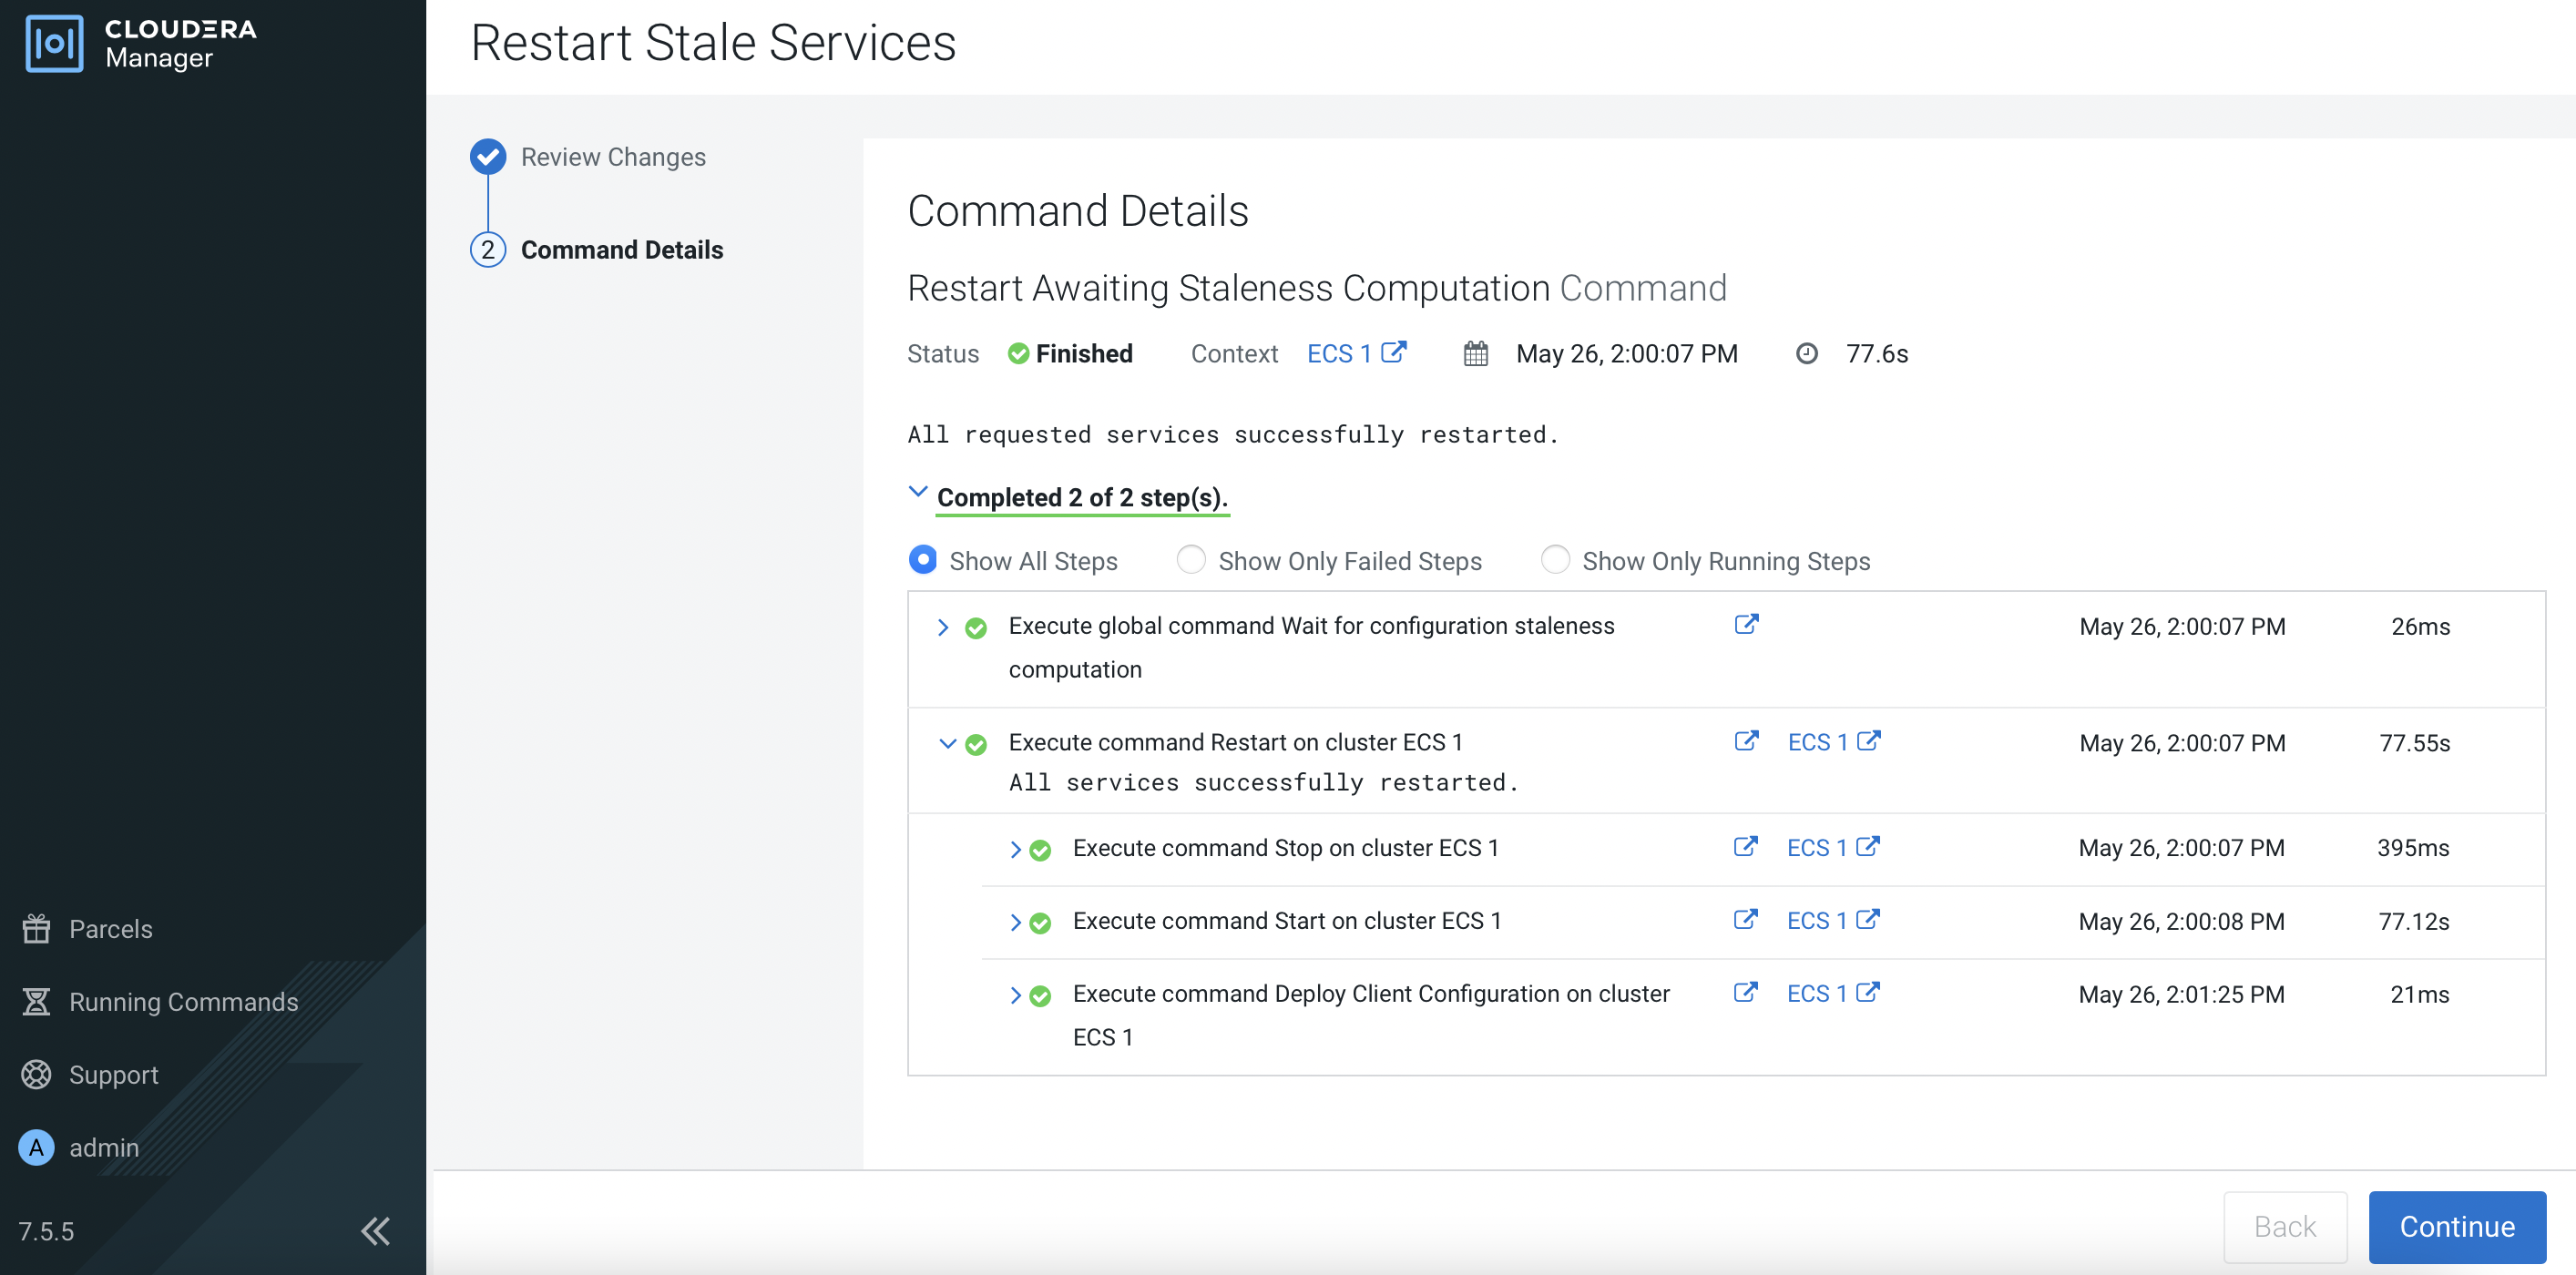 CLOUDERA
Manager
Restart Stale Services
Review Changes
2 Command Details
Command Details
Restart Awaiting Staleness Computation Command
Status Finished Context ECS 1 May 26, 2:00:07 PM 77.6s
All requested services successfully restarted.
Completed 2 of 2 step(s).
Show All Steps Show Only Failed Steps Show Only Running Steps
Execute global command Wait for configuration staleness May 26, 2:00:07 PM 26ms
computation
Execute command Restart on cluster ECS 1 ECS 1 May 26, 2:00:07 PM 77.55s
All services successfully restarted.
Execute command Stop on cluster ECS 1 ECS 1 May 26, 2:00:07 PM 395ms
Execute command Start on cluster ECS 1 ECS 1 May 26, 2:00:08 PM 77.12s
Execute command Deploy Client Configuration on cluster ECS 1 May 26, 2:01:25 PM 21ms
ECS 1
Parcels
Running Commands
Support
A admin
7.5.5
Back Continue